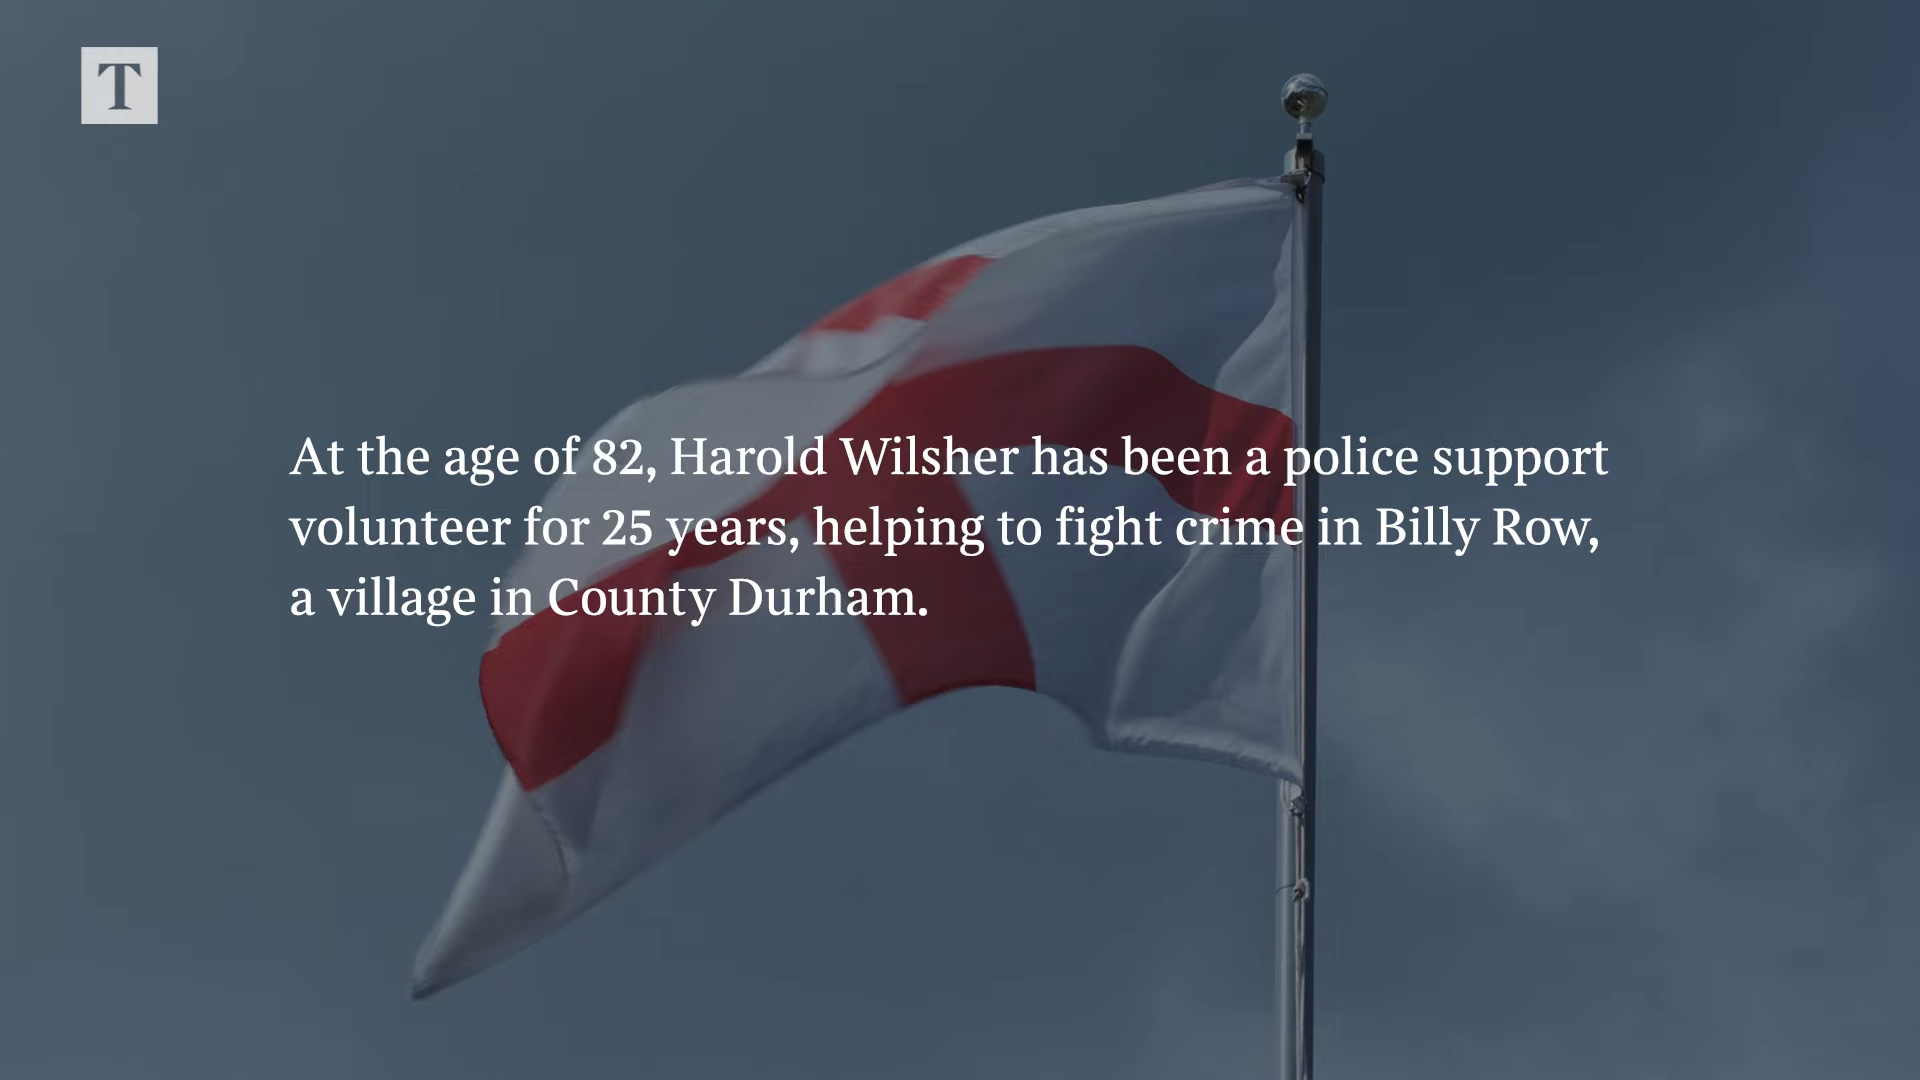 T
At the age of 82, Harold Wilsher has been a police support
volunteer for 25 years, helping to fight crime in Billy Row,
a village in County Durham.